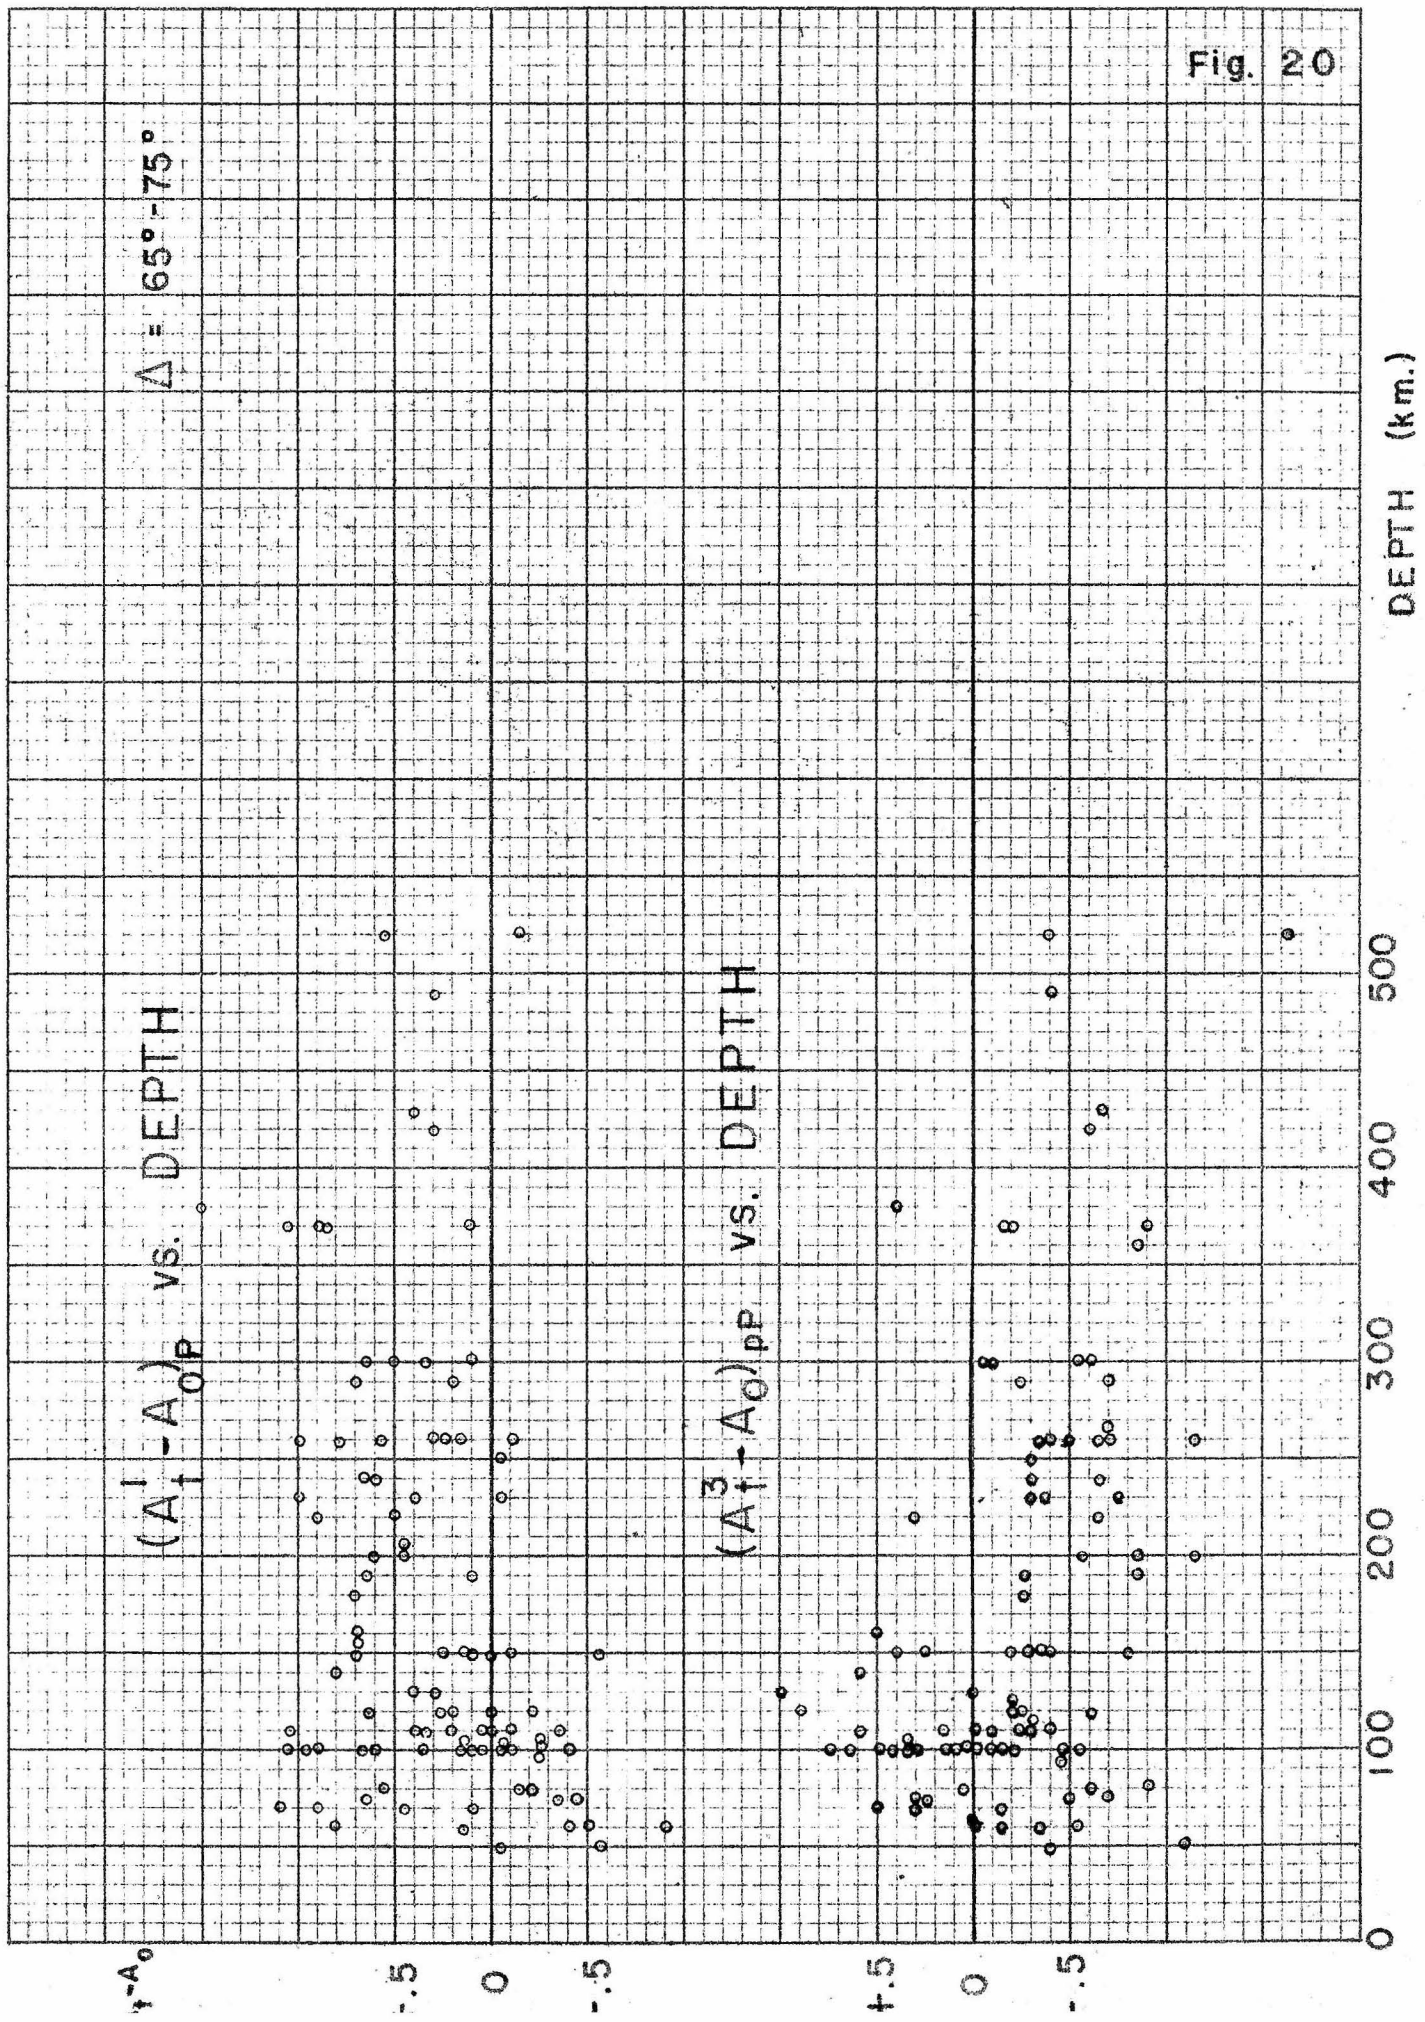 Fig. 20
Δ = 65°-75°
(A¹t - A₀)P vs. DEPTH
(A³t - A₀)pP vs. DEPTH
t-A₀
+.5
0
-.5
+.5
0
-.5
0 100 200 300 400 500
DEPTH (km.)